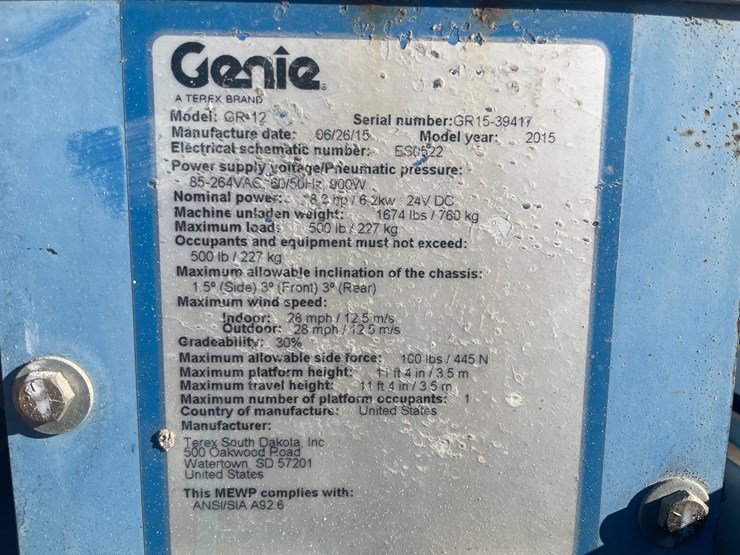 Genie
A TEREX BRAND
Model: GR-12 Serial number:GR15-39417
Manufacture date: 06/26/15 Model year: 2015
Electrical schematic number: ES0522
Power supply voltage/Pneumatic pressure:
85-264VAC, 60/50Hz, 900W
Nominal power: 8.3 hp / 6.2kw 24V DC
Machine unladen weight: 1674 lbs / 760 kg
Maximum load: 500 lb / 227 kg
Occupants and equipment must not exceed:
500 lb / 227 kg
Maximum allowable inclination of the chassis:
1.5º (Side) 3º (Front) 3º (Rear)
Maximum wind speed:
Indoor: 28 mph / 12.5 m/s
Outdoor: 28 mph / 12.5 m/s
Gradeability: 30%
Maximum allowable side force: 100 lbs / 445 N
Maximum platform height: 11 ft 4 in / 3.5 m
Maximum travel height: 11 ft 4 in / 3.5 m
Maximum number of platform occupants: 1
Country of manufacture: United States
Manufacturer:
Terex South Dakota, Inc
500 Oakwood Road
Watertown, SD 57201
United States
This MEWP complies with:
ANSI/SIA A92.6